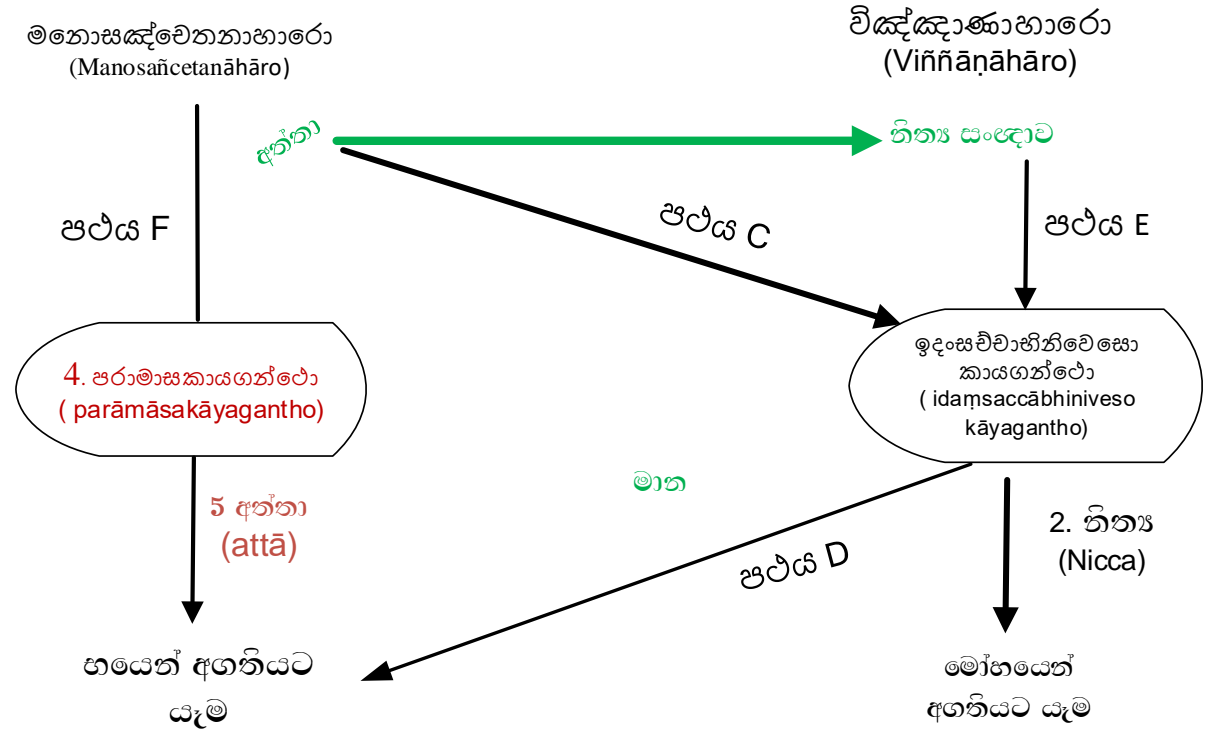 මනොසඤ්චෙතනාහාරො
(Manosañcetanāhāro)
විඤ්ඤාණාහාරො
(Viññāṇāhāro)
අත්තා
නිත්‍ය සංඥාව
පථය F
පථය C
පථය E
4. පරාමාසකායගන්ථො
( parāmāsakāyagantho)
ඉදංසච්චාභිනිවෙසො
කායගන්ථො
( idaṃsaccābhiniveso
kāyagantho)
5 අත්තා
(attā)
මාන
පථය D
2. නිත්‍ය
(Nicca)
භයෙන් අගතියට
යෑම
මෝහයෙන්
අගතියට යෑම